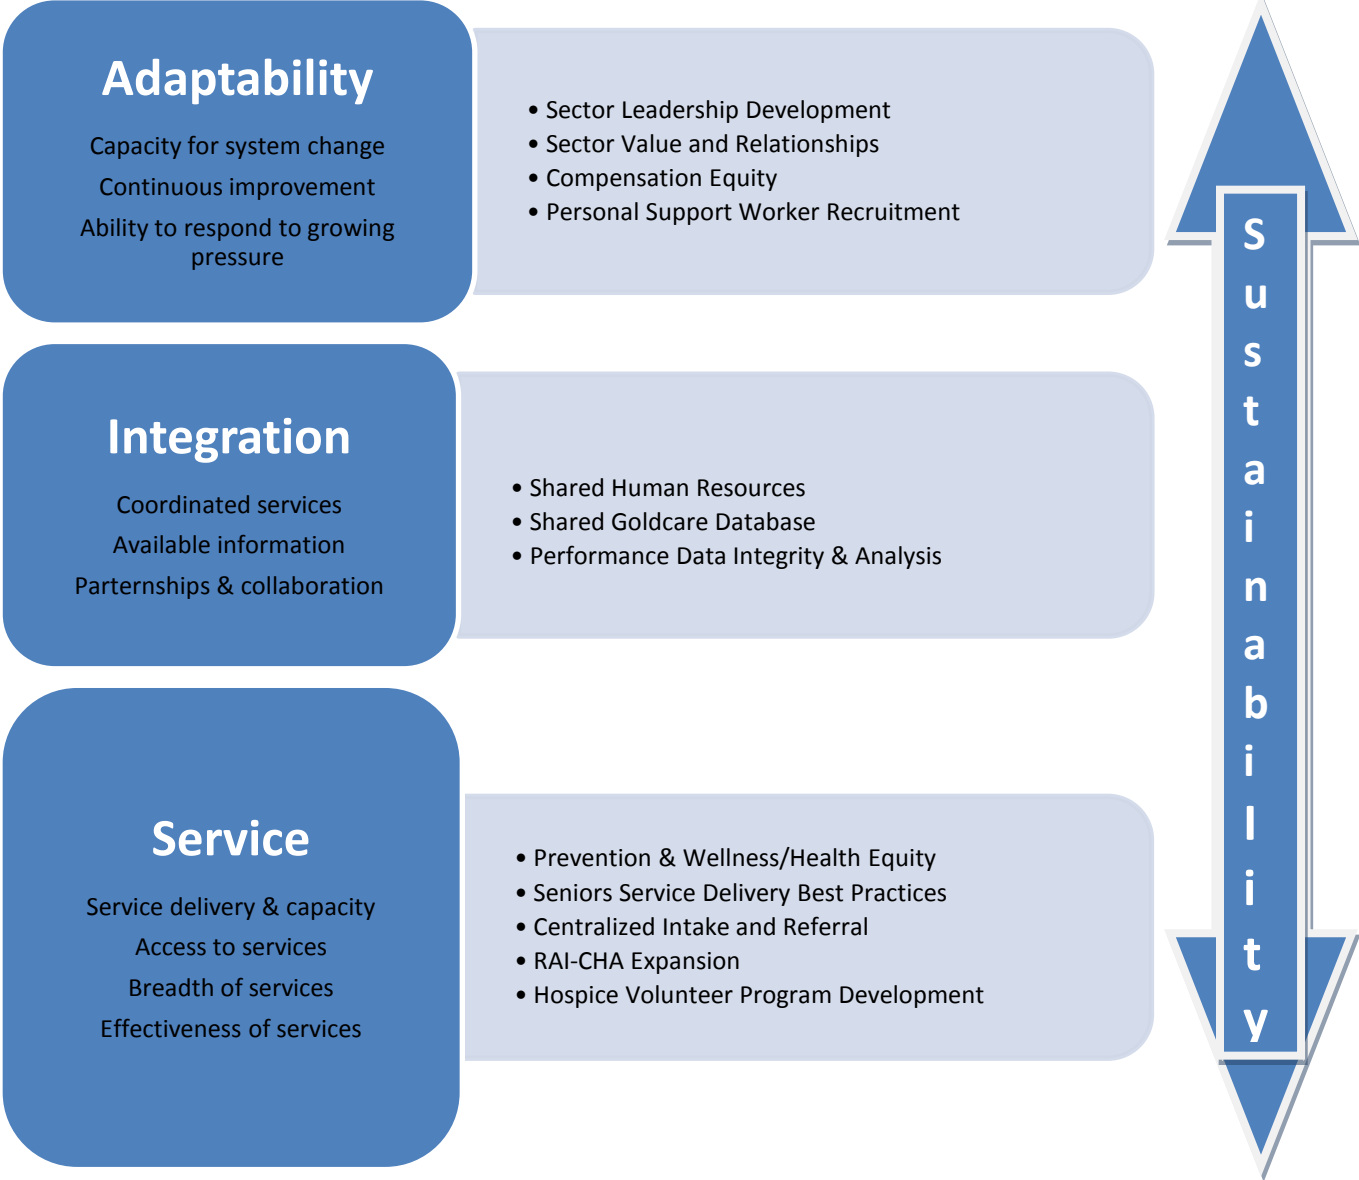 Adaptability
Capacity for system change
Continuous improvement
Ability to respond to growing
pressure
• Sector Leadership Development
• Sector Value and Relationships
• Compensation Equity
• Personal Support Worker Recruitment
Integration
Coordinated services
Available information
Parternships & collaboration
• Shared Human Resources
• Shared Goldcare Database
• Performance Data Integrity & Analysis
Service
Service delivery & capacity
Access to services
Breadth of services
Effectiveness of services
• Prevention & Wellness/Health Equity
• Seniors Service Delivery Best Practices
• Centralized Intake and Referral
• RAI-CHA Expansion
• Hospice Volunteer Program Development
Sustainability